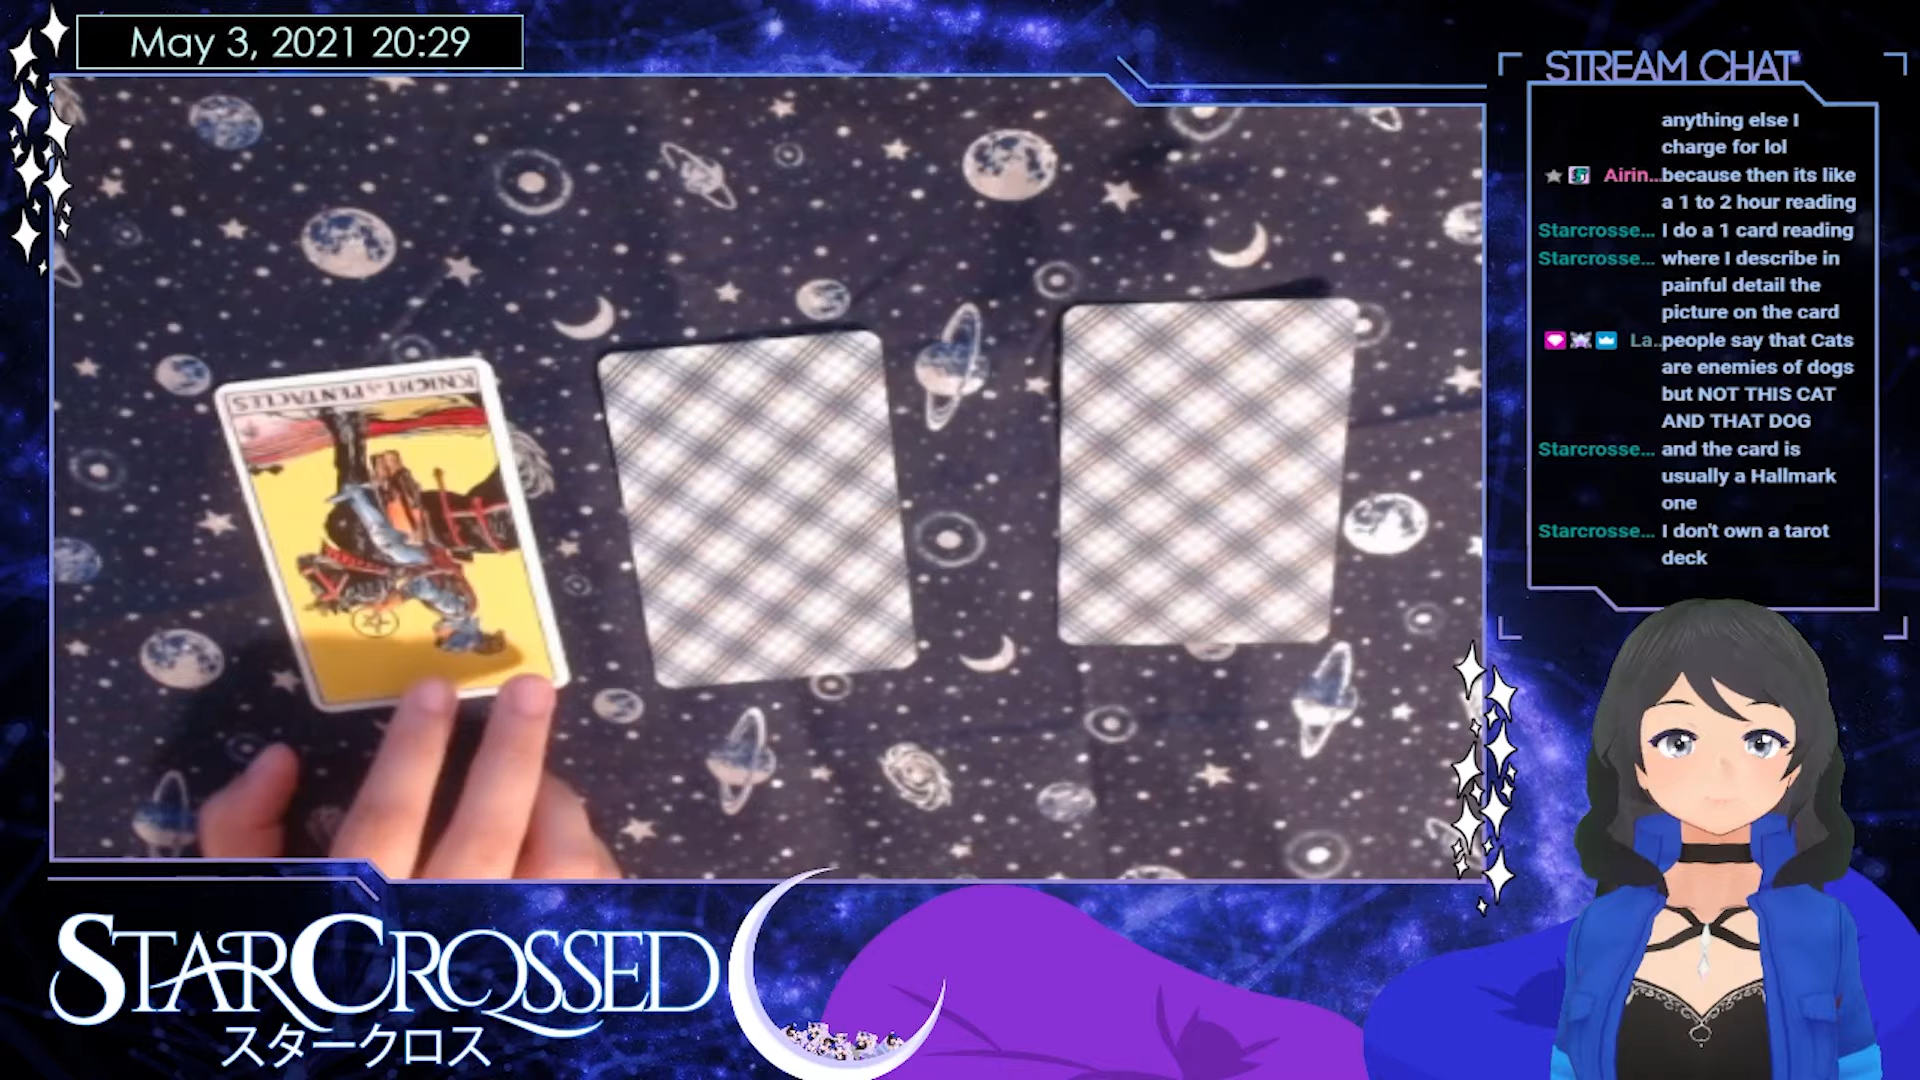 May 3, 2021 20:29
STREAM CHAT
anything else I
charge for lol
Airin... because then its like
a 1 to 2 hour reading
Starcrosse... I do a 1 card reading
Starcrosse... where I describe in
painful detail the
picture on the card
La... people say that Cats
are enemies of dogs
but NOT THIS CAT
AND THAT DOG
Starcrosse... and the card is
usually a Hallmark
one
Starcrosse... I don't own a tarot
deck
KNIGHT of PENTACLES
STARCROSSED
スタークロス